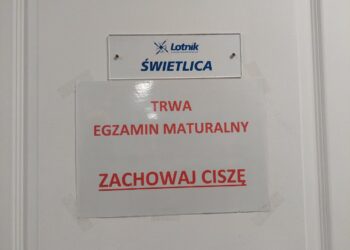 Lotnik
ŚWIETLICA
TRWA
EGZAMIN MATURALNY
ZACHOWAJ CISZĘ